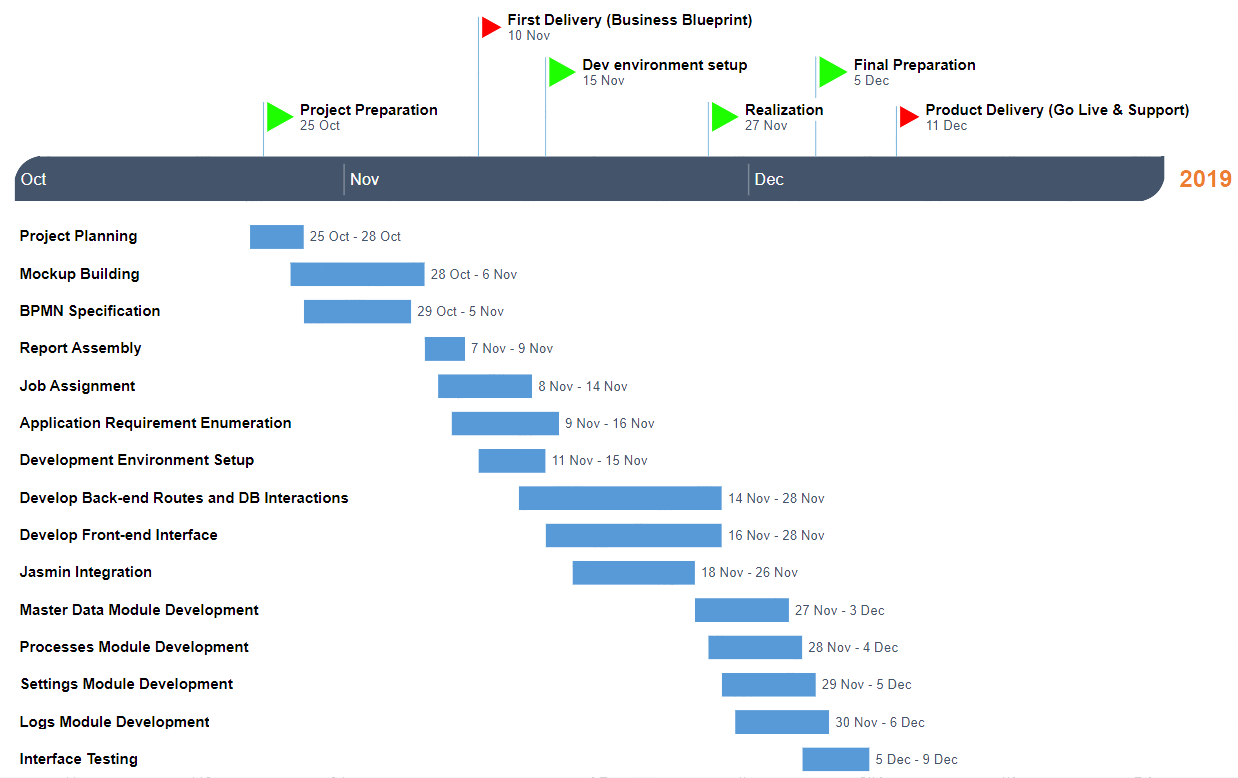 First Delivery (Business Blueprint)
10 Nov
Dev environment setup
15 Nov
Final Preparation
5 Dec
Project Preparation
25 Oct
Realization
27 Nov
Product Delivery (Go Live & Support)
11 Dec
Oct Nov Dec 2019
Project Planning 25 Oct - 28 Oct
Mockup Building 28 Oct - 6 Nov
BPMN Specification 29 Oct - 5 Nov
Report Assembly 7 Nov - 9 Nov
Job Assignment 8 Nov - 14 Nov
Application Requirement Enumeration 9 Nov - 16 Nov
Development Environment Setup 11 Nov - 15 Nov
Develop Back-end Routes and DB Interactions 14 Nov - 28 Nov
Develop Front-end Interface 16 Nov - 28 Nov
Jasmin Integration 18 Nov - 26 Nov
Master Data Module Development 27 Nov - 3 Dec
Processes Module Development 28 Nov - 4 Dec
Settings Module Development 29 Nov - 5 Dec
Logs Module Development 30 Nov - 6 Dec
Interface Testing 5 Dec - 9 Dec